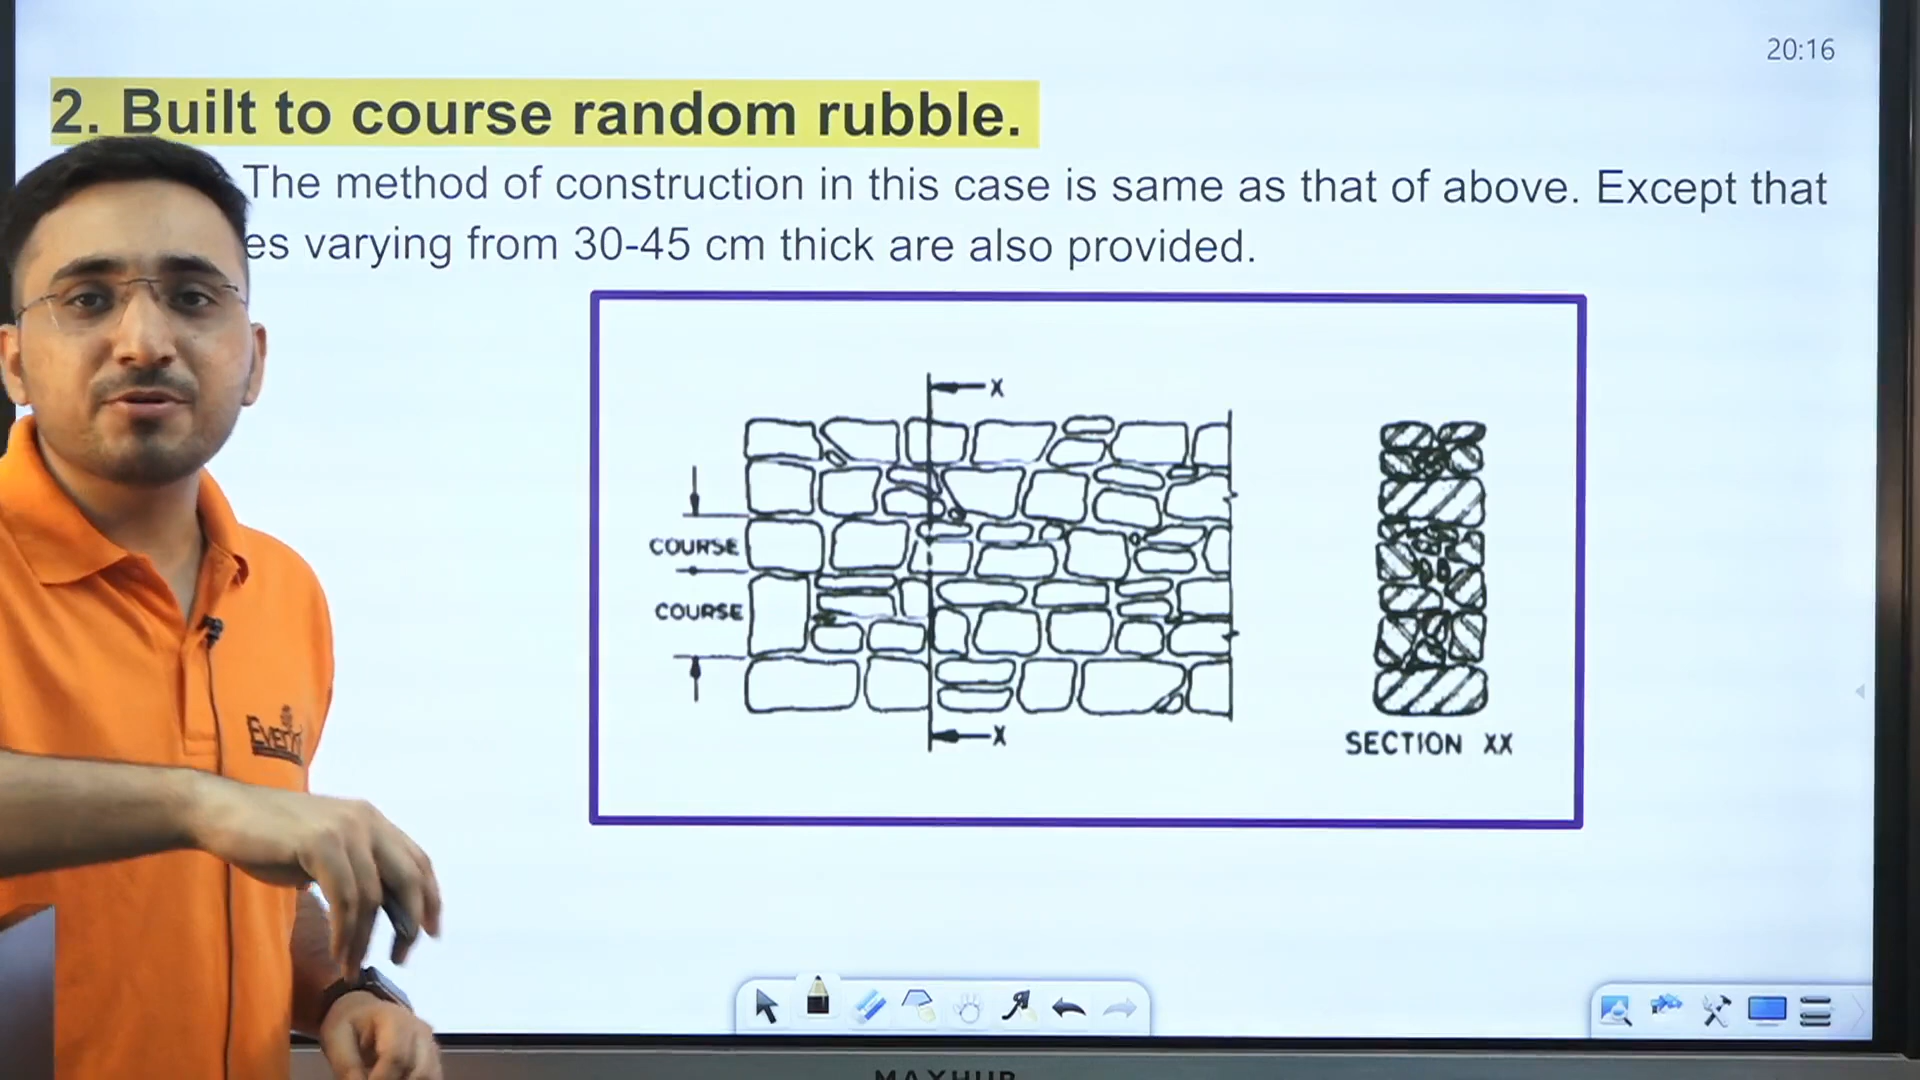 20:16
2. Built to course random rubble.
The method of construction in this case is same as that of above. Except that
es varying from 30-45 cm thick are also provided.
X
COURSE
COURSE
X
SECTION XX
MAXHUB